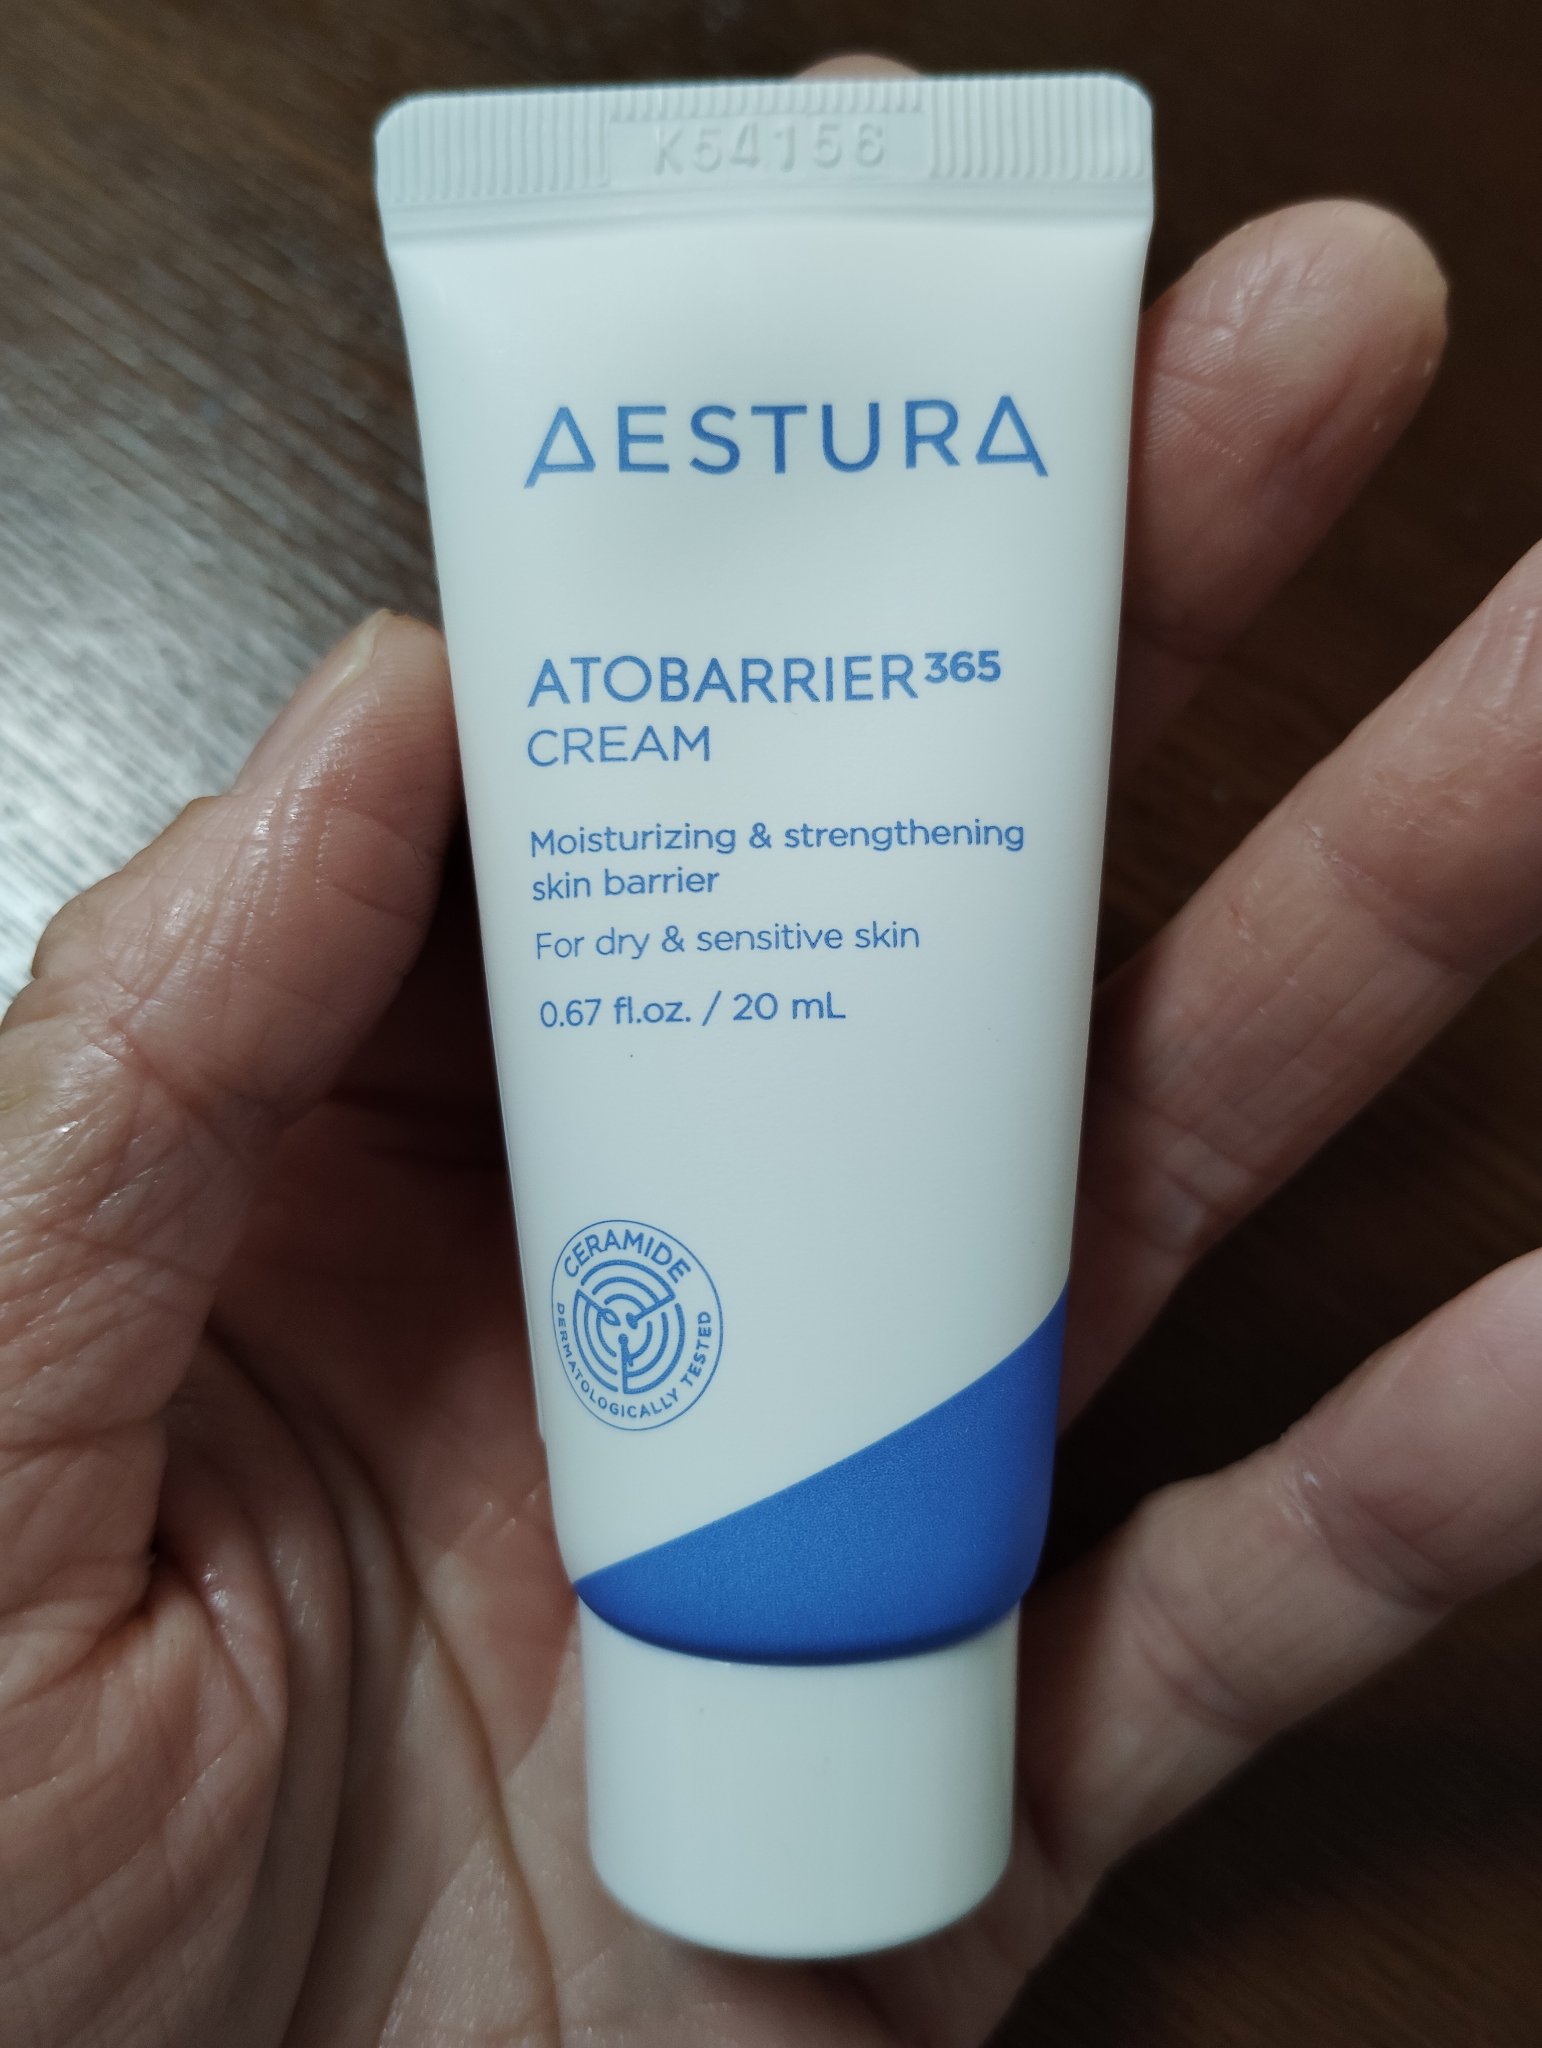 K54156
AESTURA
ATOBARRIER365
CREAM
Moisturizing & strengthening
skin barrier
For dry & sensitive skin
0.67 fl.oz. / 20 mL
CERAMIDE
DERMATOLOGICALLY TESTED